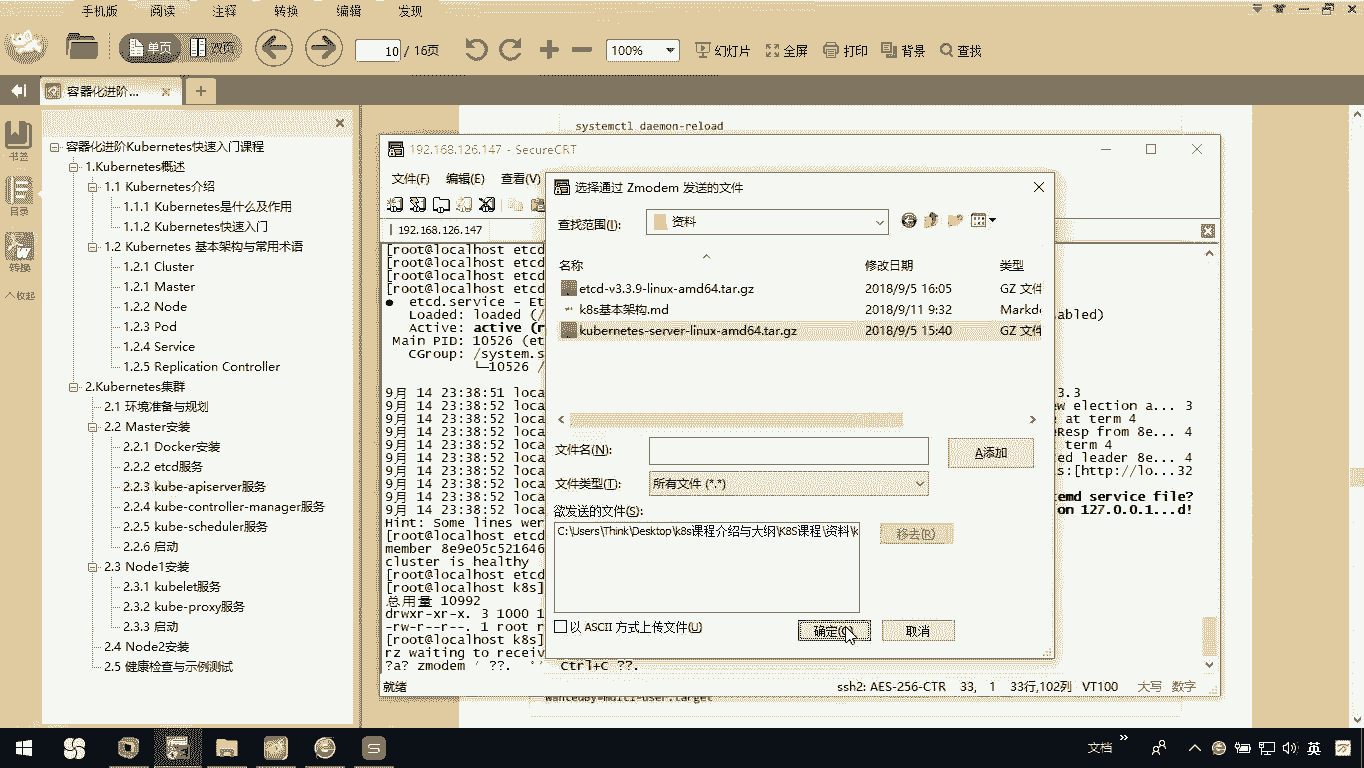 手机版 阅读 注释 转换 编辑 发现
单页 双页 10 / 16页 100% 幻灯片 全屏 打印 背景 查找
容器化进阶...
书签
目录
转换
收起
容器化进阶Kubernetes快速入门课程
1.Kubernetes概述
1.1 Kubernetes介绍
1.1.1 Kubernetes是什么及作用
1.1.2 Kubernetes快速入门
1.2 Kubernetes 基本架构与常用术语
1.2.1 Cluster
1.2.1 Master
1.2.2 Node
1.2.3 Pod
1.2.4 Service
1.2.5 Replication Controller
2.Kubernetes集群
2.1 环境准备与规划
2.2 Master安装
2.2.1 Docker安装
2.2.2 etcd服务
2.2.3 kube-apiserver服务
2.2.4 kube-controller-manager服务
2.2.5 kube-scheduler服务
2.2.6 启动
2.3 Node1安装
2.3.1 kubelet服务
2.3.2 kube-proxy服务
2.3.3 启动
2.4 Node2安装
2.5 健康检查与示例测试
systemctl daemon-reload
192.168.126.147 - SecureCRT
文件(F) 编辑(E) 查看(V)
192.168.126.147
[root@localhost etcd
[root@localhost etcd
[root@localhost etcd
[root@localhost etcd
● etcd.service - Et
Loaded: loaded (/ abled)
Active: active (r
Main PID: 10526 (et
CGroup: /system.s
└─10526 /
9月 14 23:38:51 loca 3.3
9月 14 23:38:52 loca ew election a... 3
9月 14 23:38:52 loca e at term 4
9月 14 23:38:52 loca eResp from 8e... 4
9月 14 23:38:52 loca term 4
9月 14 23:38:52 loca ed leader 8e... 4
9月 14 23:38:52 loca s:[http://lo...32
9月 14 23:38:52 loca
9月 14 23:38:52 loca temd service file?
9月 14 23:38:52 loca on 127.0.0.1...d!
Hint: Some lines wer
[root@localhost etcd
member 8e9e05c521646
cluster is healthy
[root@localhost etcd
[root@localhost k8s]
总用量 10992
drwxr-xr-x. 3 1000 1
-rw-r--r--. 1 root r
[root@localhost k8s]
rz waiting to receiv
?a? zmodem ' ??. Ctrl+C ??.
就绪 ssh2: AES-256-CTR 33, 1 33行,102列 VT100 大写 数字
WantedBy=multi-user.target
选择通过 Zmodem 发送的文件
查找范围(I): 资料
名称 修改日期 类型
etcd-v3.3.9-linux-amd64.tar.gz 2018/9/5 16:05 GZ 文件
k8s基本架构.md 2018/9/11 9:32 Markd
kubernetes-server-linux-amd64.tar.gz 2018/9/5 15:40 GZ 文件
文件名(N): A添加
文件类型(T): 所有文件 (*.*)
欲发送的文件(S):
C:\Users\Think\Desktop\k8s课程介绍与大纲\K8S课程\资料\k
移去(R)
以 ASCII 方式上传文件(U) 确定 取消
文档 英